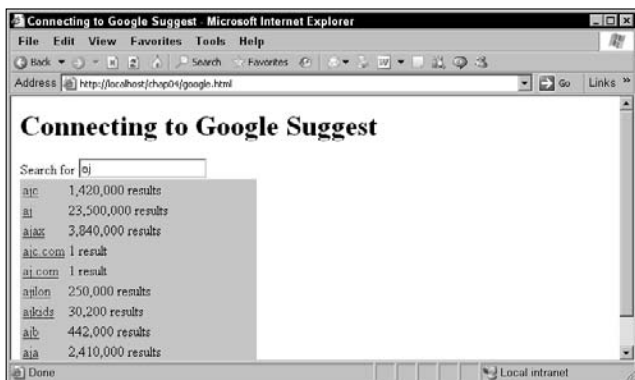 Connecting to Google Suggest - Microsoft Internet Explorer
File Edit View Favorites Tools Help
Back Search Favorites
Address http://localhost/chap04/google.html Go Links »
Connecting to Google Suggest
Search for aj
ajc 1,420,000 results
aj 23,500,000 results
ajax 3,840,000 results
ajc.com 1 result
aj.com 1 result
ajilon 250,000 results
ajkids 30,200 results
ajb 442,000 results
aja 2,410,000 results
Done Local intranet